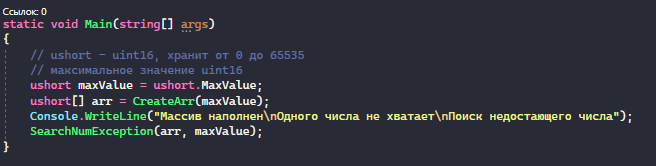 Ссылок: 0
static void Main(string[] args)
{
// ushort - uint16, хранит от 0 до 65535
// максимальное значение uint16
ushort maxValue = ushort.MaxValue;
ushort[] arr = CreateArr(maxValue);
Console.WriteLine("Массив наполнен\nОдного числа не хватает\nПоиск недостающего числа");
SearchNumException(arr, maxValue);
}